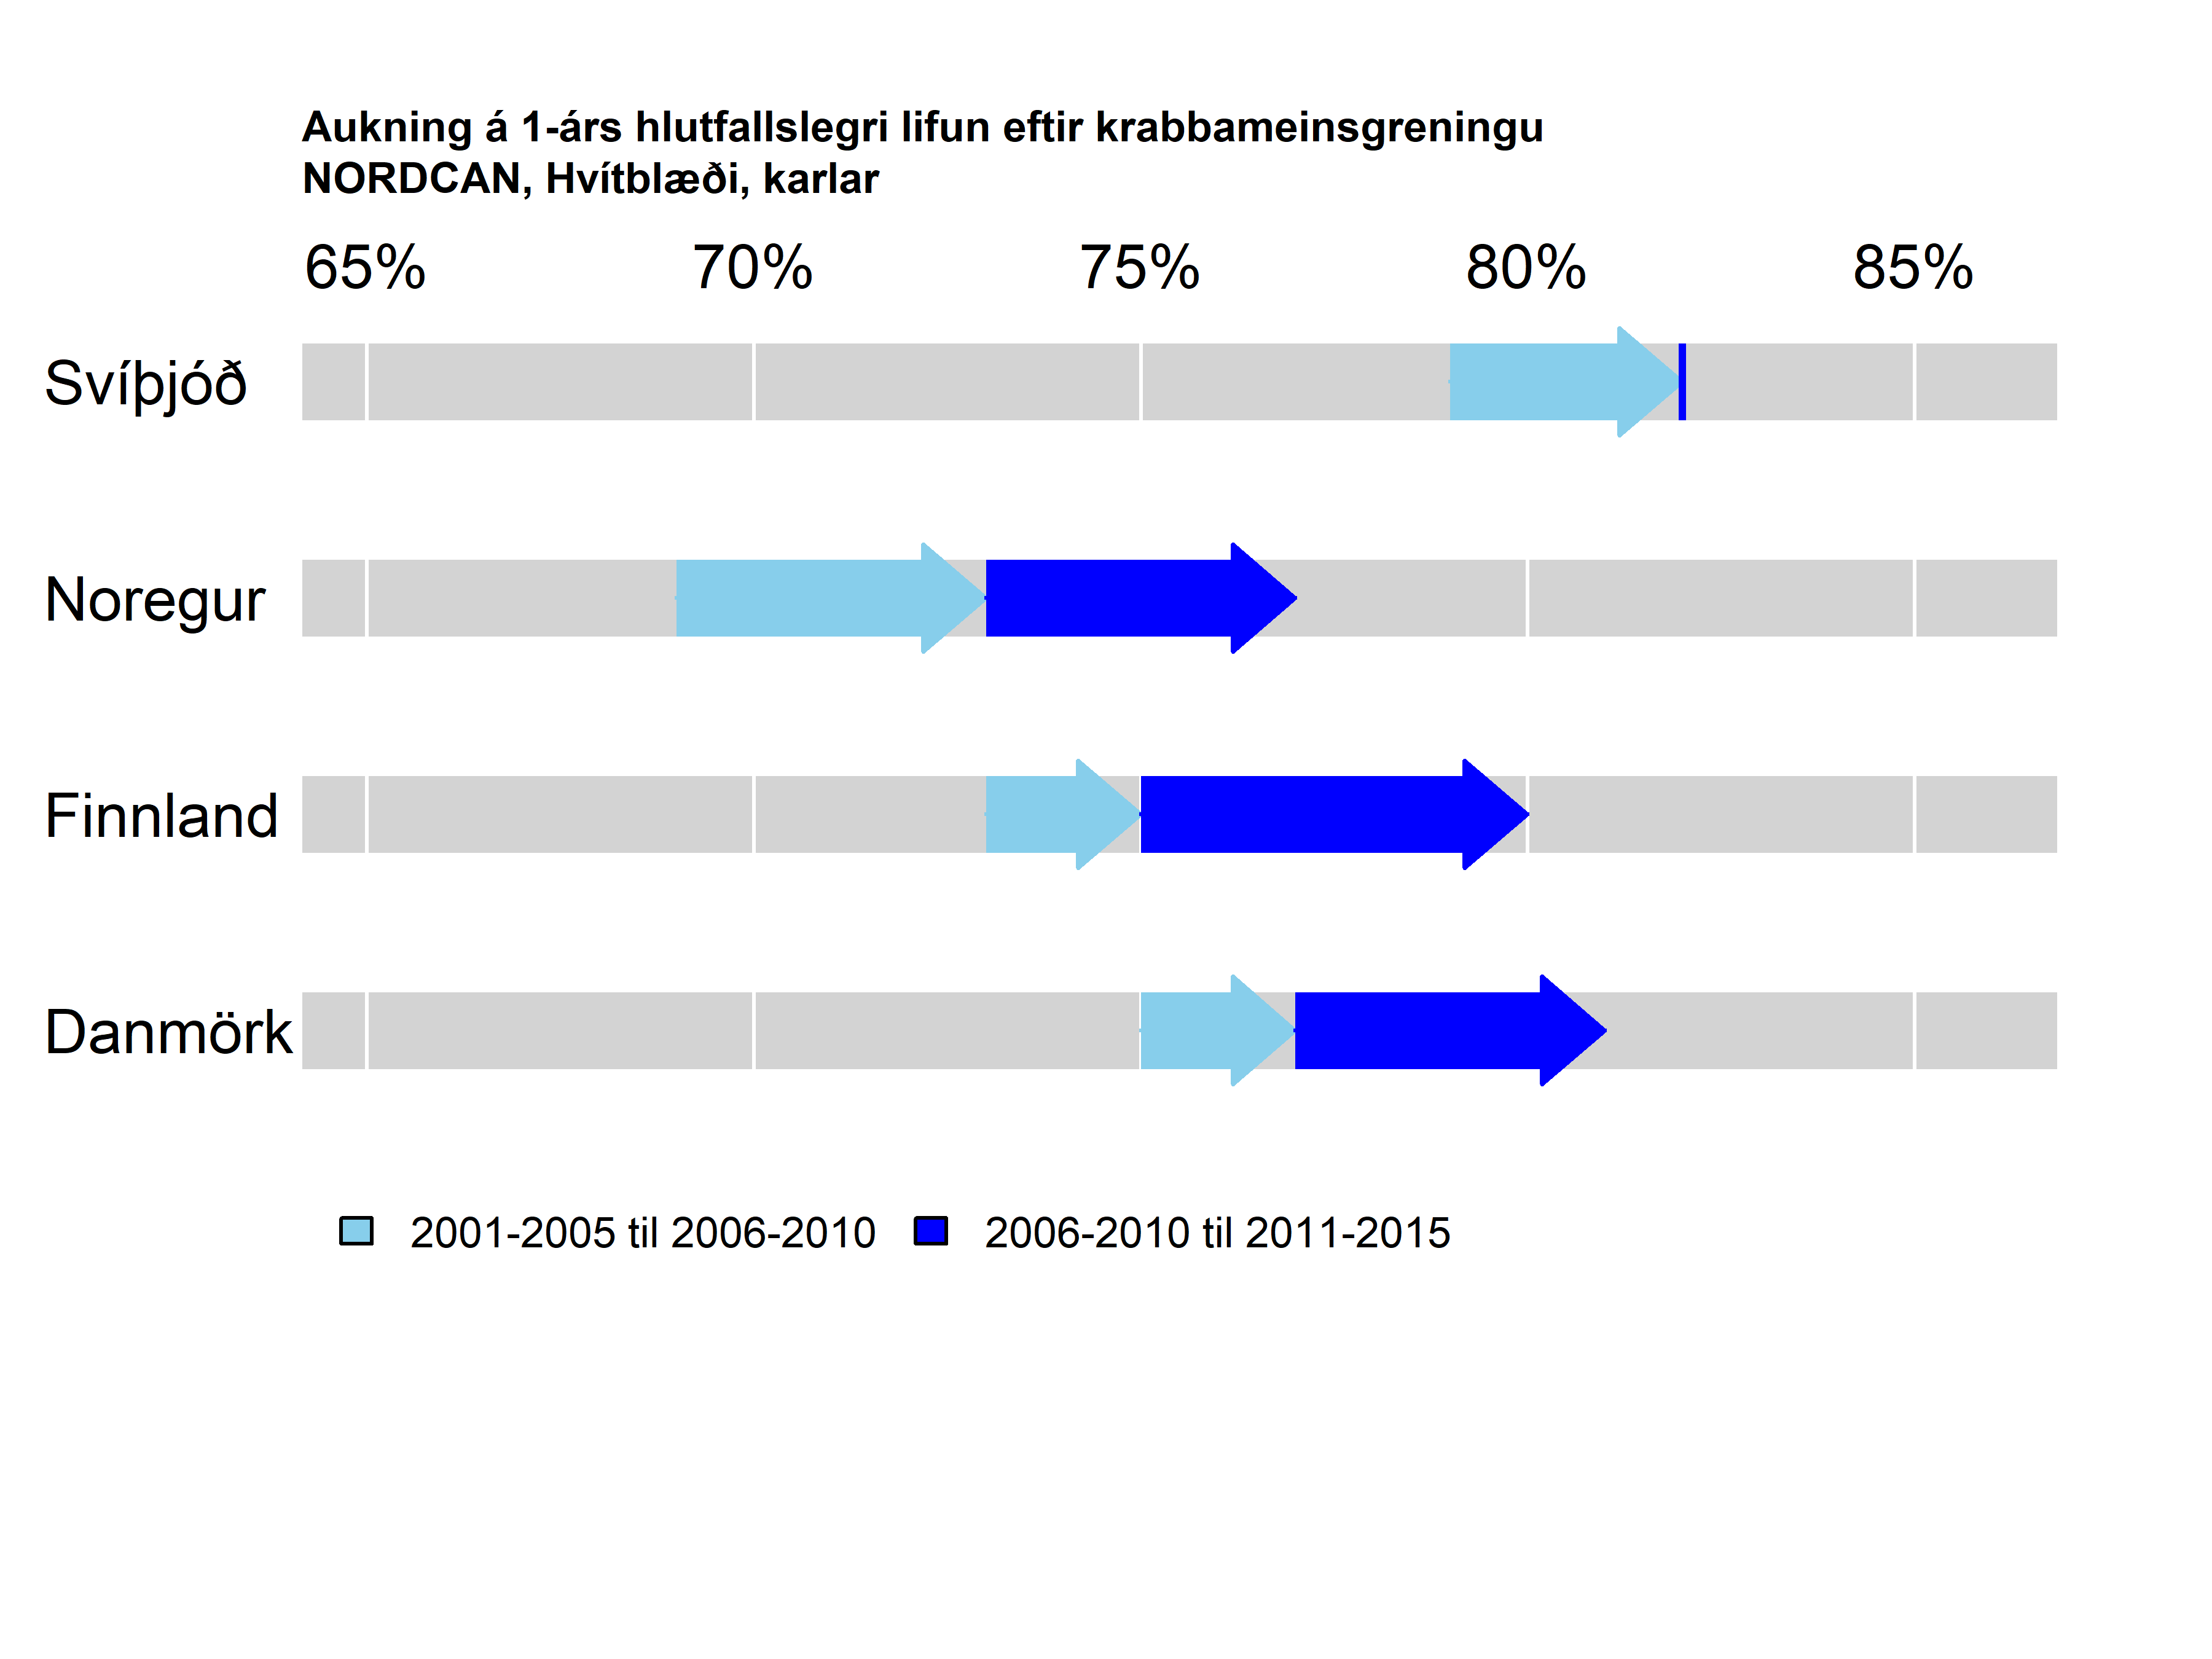 Aukning á 1-árs hlutfallslegri lifun eftir krabbameinsgreningu
NORDCAN, Hvítblæði, karlar
65% 70% 75% 80% 85%
Svíþjóð
Noregur
Finnland
Danmörk
2001-2005 til 2006-2010 2006-2010 til 2011-2015